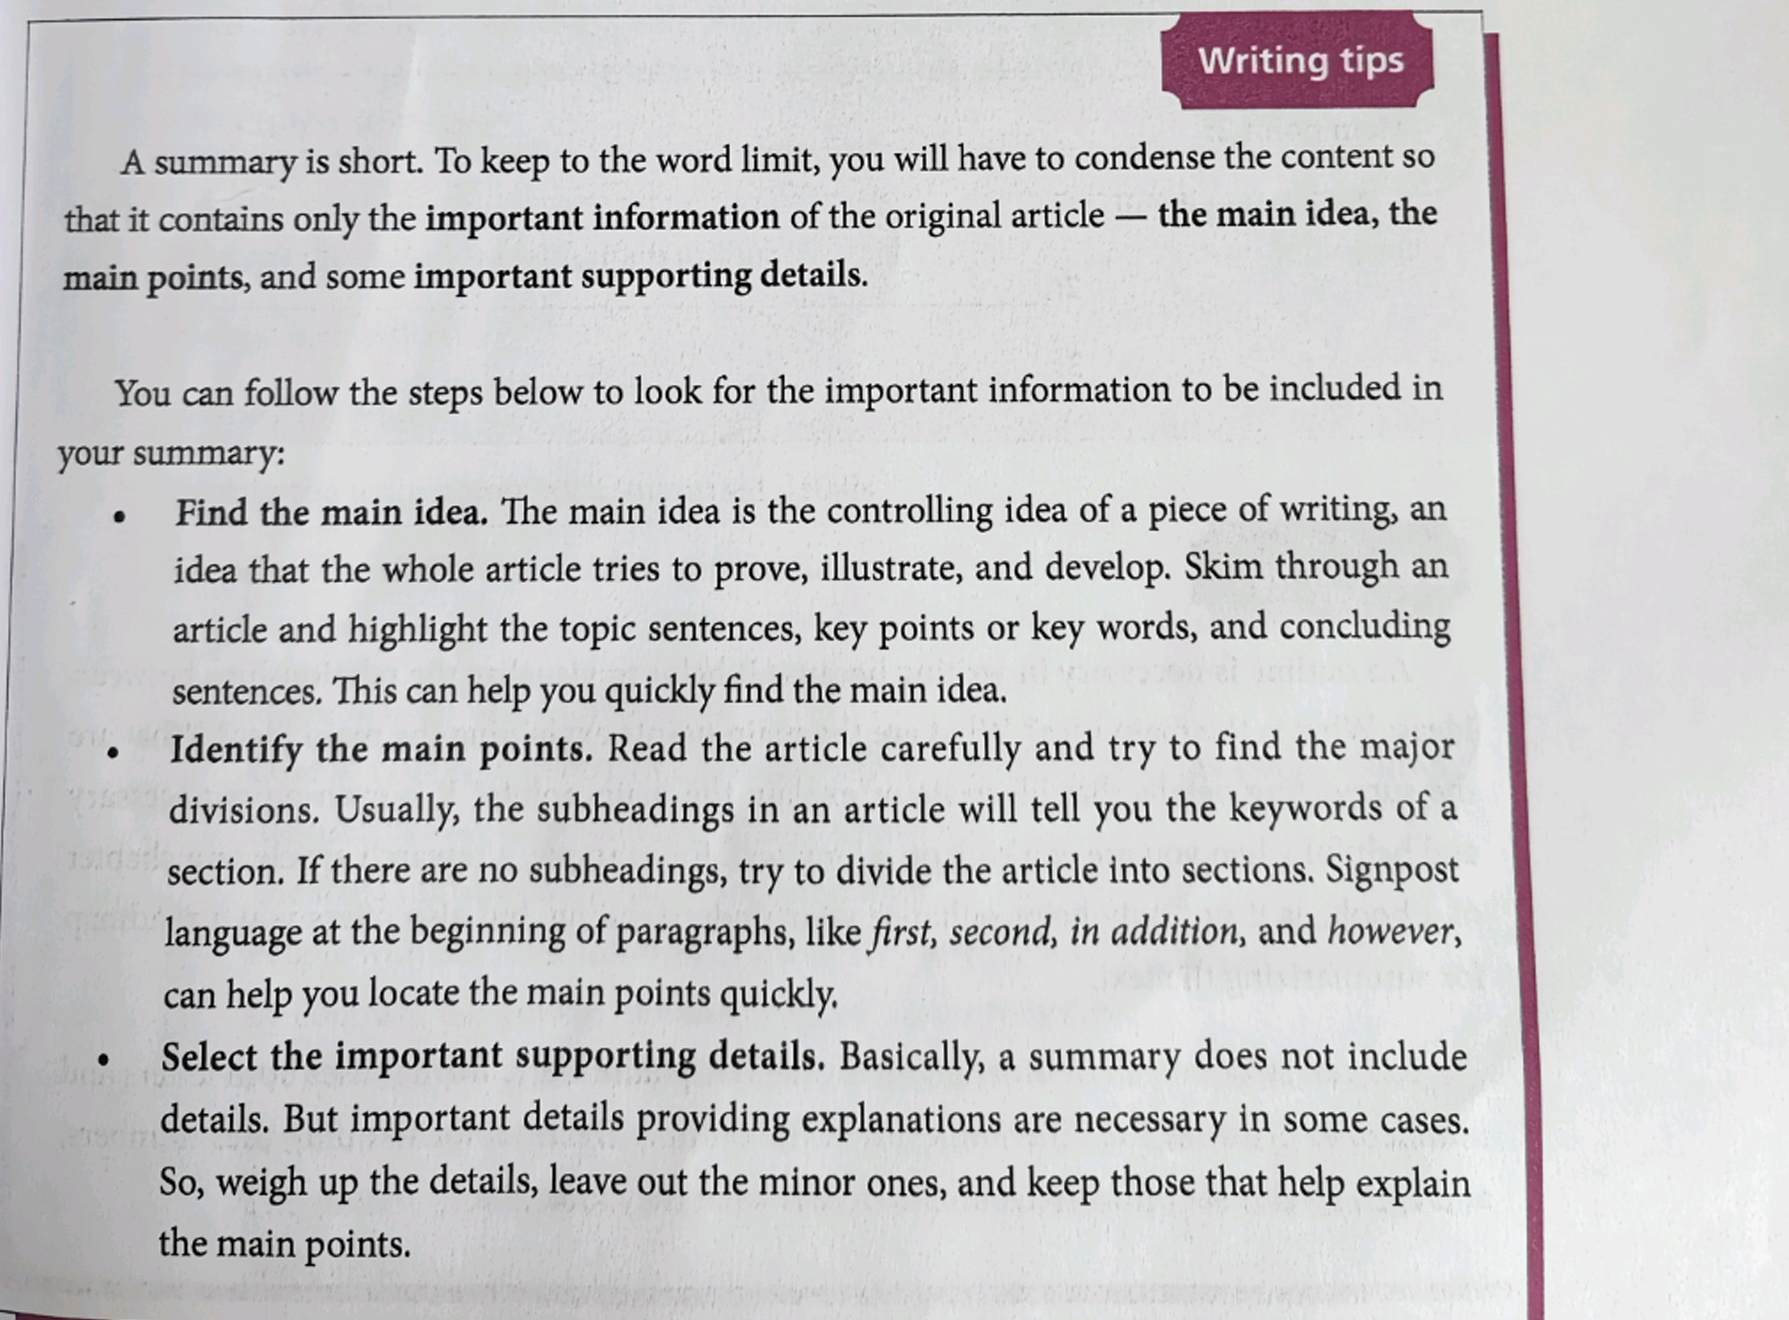 Writing tips
A summary is short. To keep to the word limit, you will have to condense the content so
that it contains only the important information of the original article — the main idea, the
main points, and some important supporting details.
You can follow the steps below to look for the important information to be included in
your summary:
• Find the main idea. The main idea is the controlling idea of a piece of writing, an
idea that the whole article tries to prove, illustrate, and develop. Skim through an
article and highlight the topic sentences, key points or key words, and concluding
sentences. This can help you quickly find the main idea.
• Identify the main points. Read the article carefully and try to find the major
divisions. Usually, the subheadings in an article will tell you the keywords of a
section. If there are no subheadings, try to divide the article into sections. Signpost
language at the beginning of paragraphs, like first, second, in addition, and however,
can help you locate the main points quickly.
• Select the important supporting details. Basically, a summary does not include
details. But important details providing explanations are necessary in some cases.
So, weigh up the details, leave out the minor ones, and keep those that help explain
the main points.